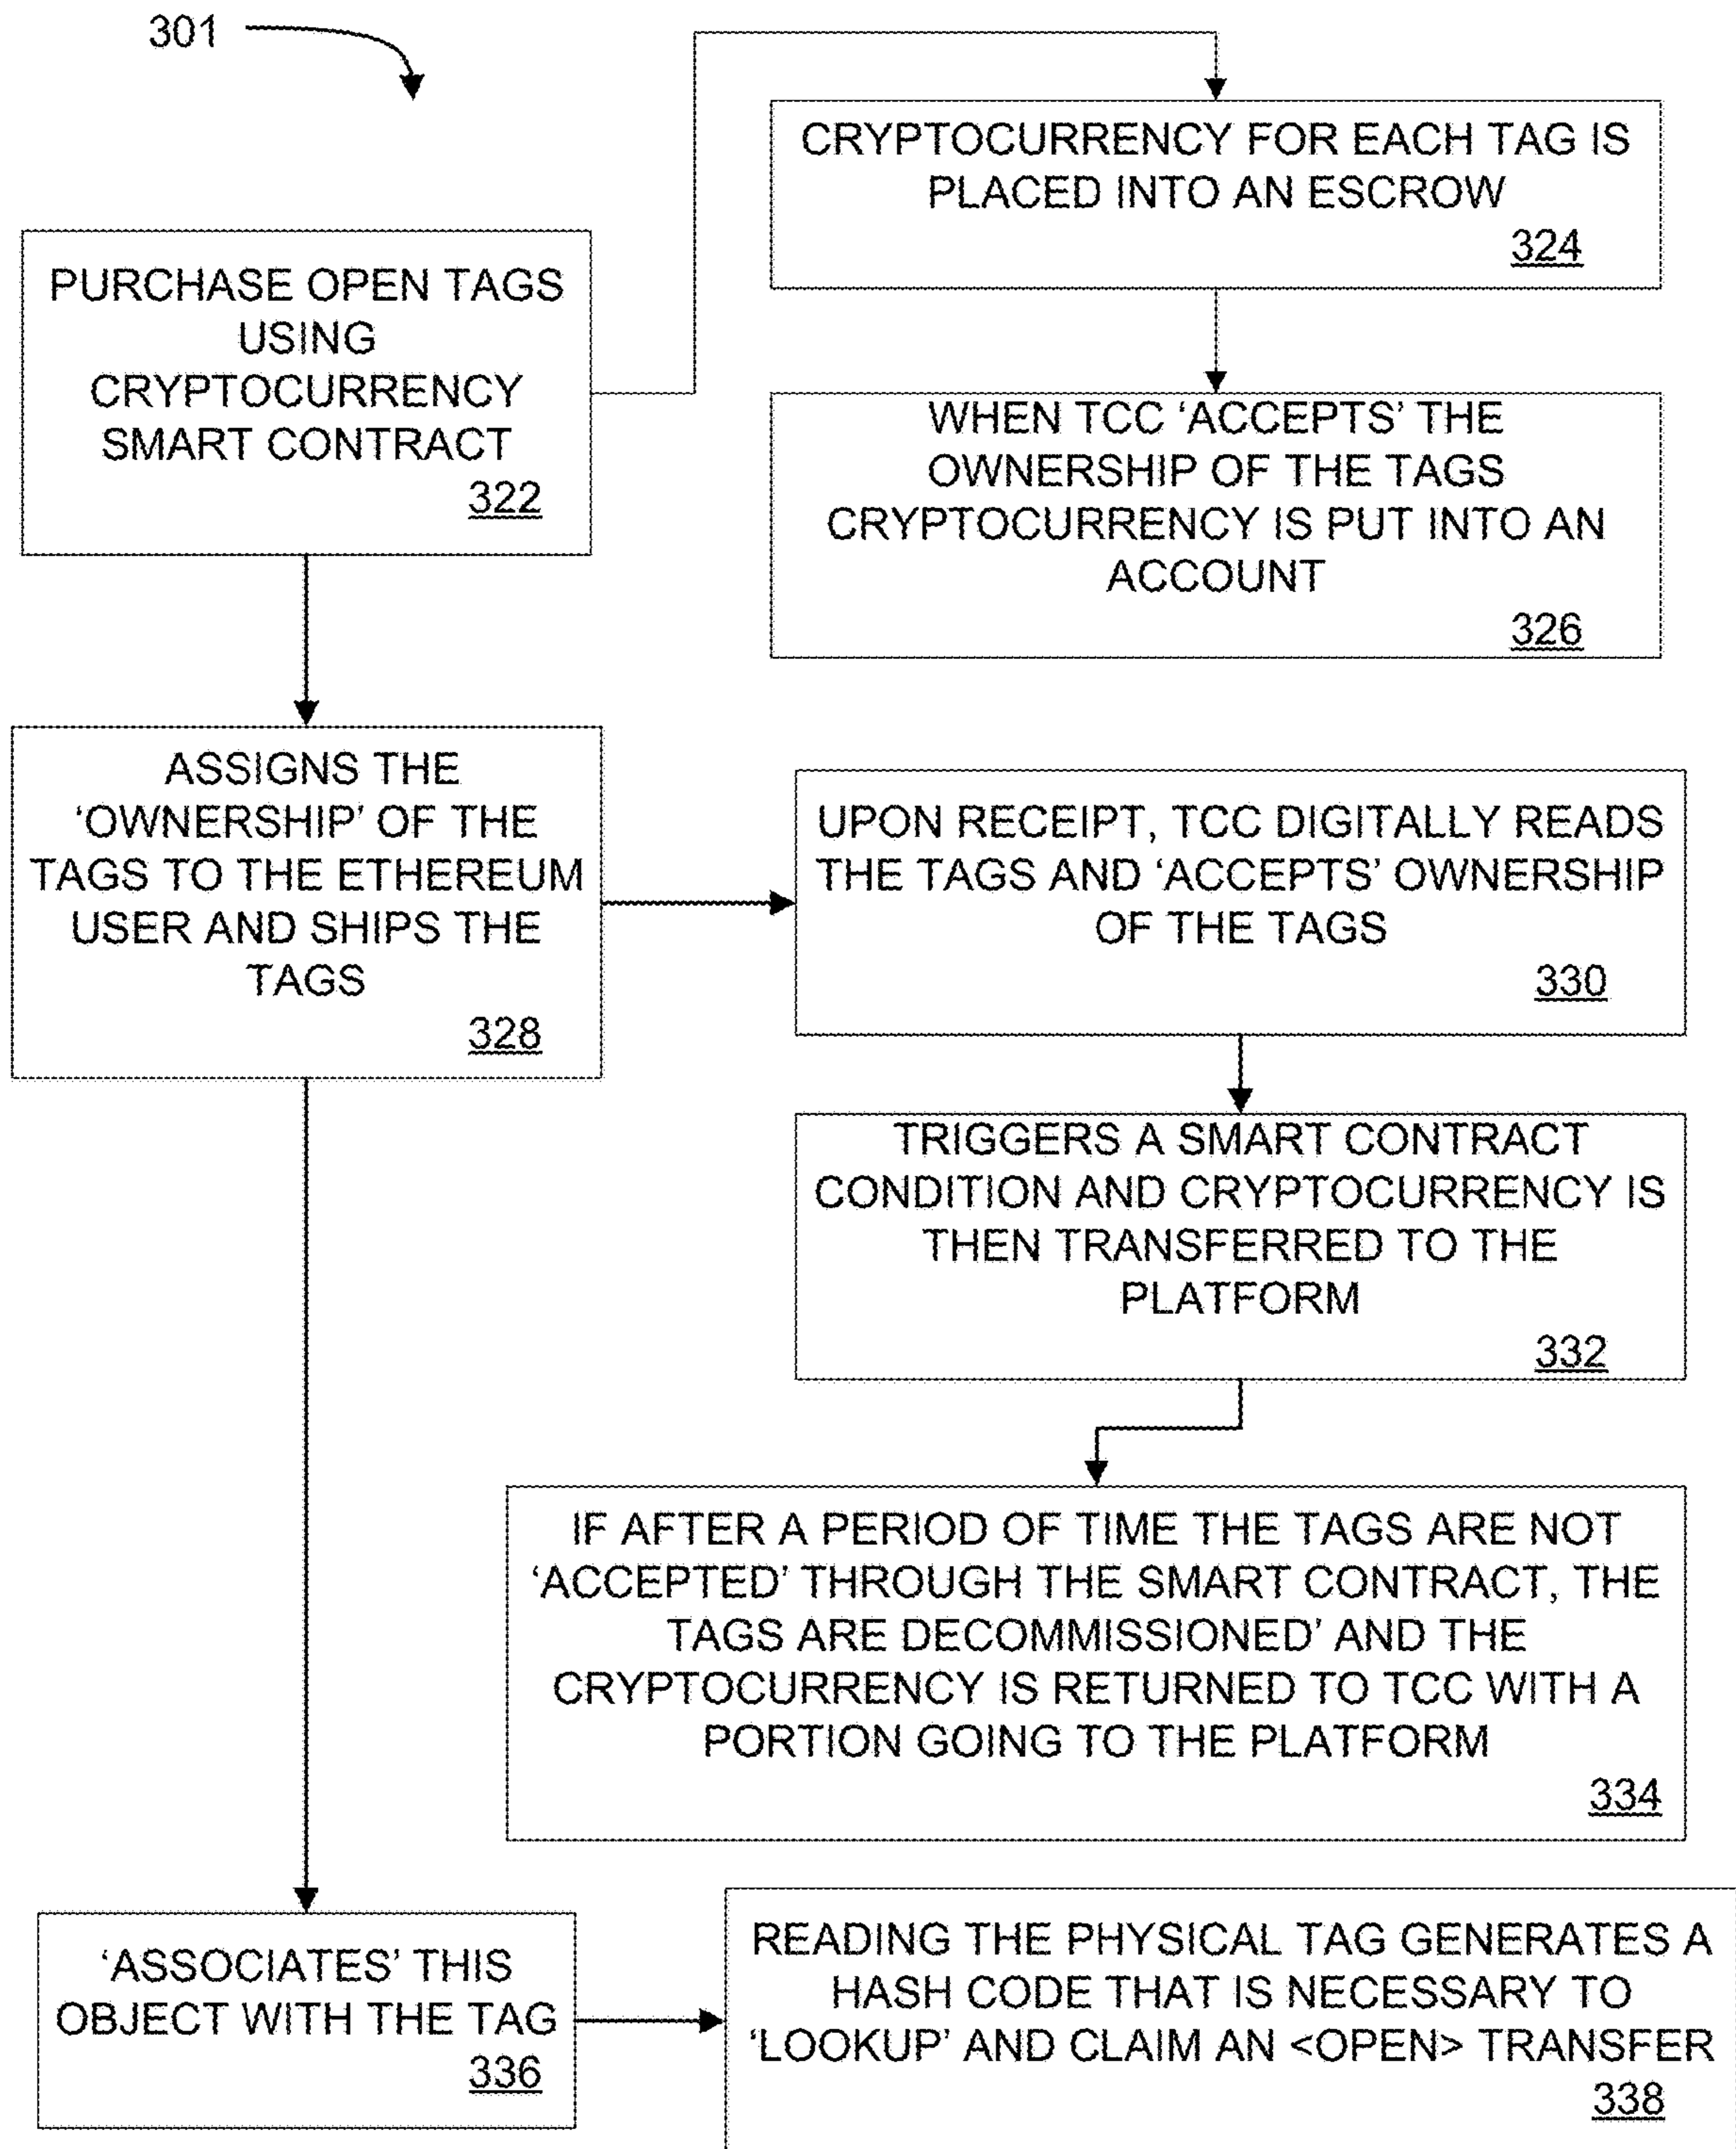 301
CRYPTOCURRENCY FOR EACH TAG IS
PLACED INTO AN ESCROW
324
PURCHASE OPEN TAGS
USING
CRYPTOCURRENCY
SMART CONTRACT
322
WHEN TCC ‘ACCEPTS’ THE
OWNERSHIP OF THE TAGS
CRYPTOCURRENCY IS PUT INTO AN
ACCOUNT
326
ASSIGNS THE
‘OWNERSHIP’ OF THE
TAGS TO THE ETHEREUM
USER AND SHIPS THE
TAGS
328
UPON RECEIPT, TCC DIGITALLY READS
THE TAGS AND ‘ACCEPTS’ OWNERSHIP
OF THE TAGS
330
TRIGGERS A SMART CONTRACT
CONDITION AND CRYPTOCURRENCY IS
THEN TRANSFERRED TO THE
PLATFORM
332
IF AFTER A PERIOD OF TIME THE TAGS ARE NOT
‘ACCEPTED’ THROUGH THE SMART CONTRACT, THE
TAGS ARE DECOMMISSIONED’ AND THE
CRYPTOCURRENCY IS RETURNED TO TCC WITH A
PORTION GOING TO THE PLATFORM
334
‘ASSOCIATES’ THIS
OBJECT WITH THE TAG
336
READING THE PHYSICAL TAG GENERATES A
HASH CODE THAT IS NECESSARY TO
‘LOOKUP’ AND CLAIM AN <OPEN> TRANSFER
338